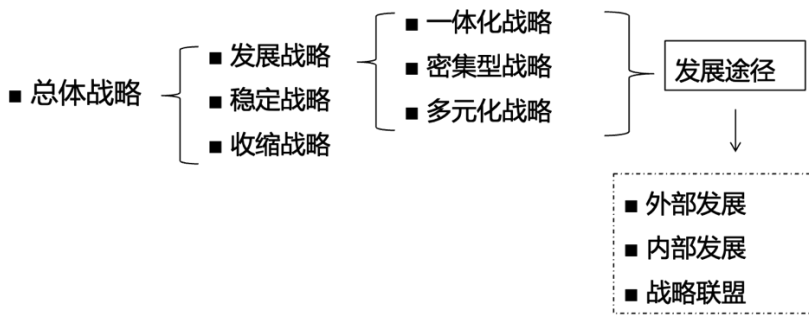 ■ 总体战略
■ 发展战略
■ 稳定战略
■ 收缩战略
■ 一体化战略
■ 密集型战略
■ 多元化战略
发展途径
■ 外部发展
■ 内部发展
■ 战略联盟